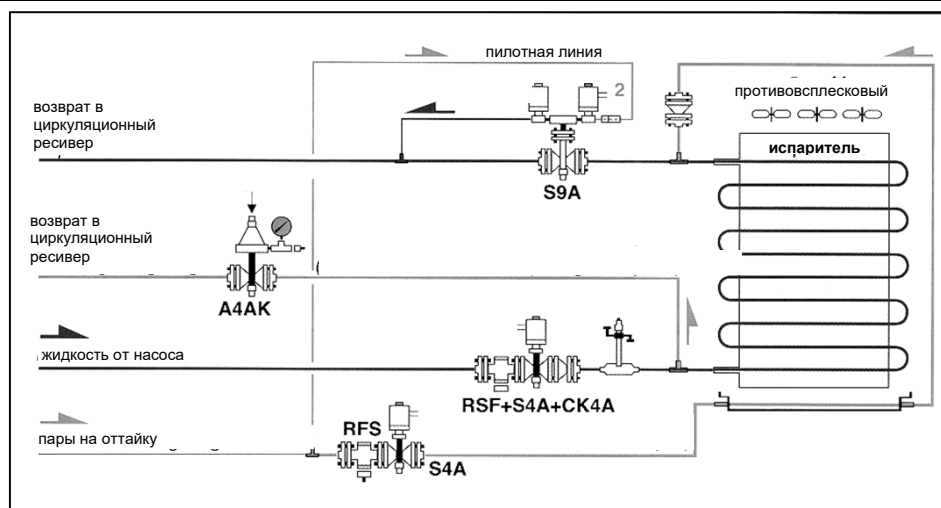 пилотная линия
2
противовсплесковый
возврат в
циркуляционный
ресивер
испаритель
S9A
возврат в
циркуляционный
ресивер
A4AK
жидкость от насоса
RSF+S4A+CK4A
RFS
пары на оттайку
S4A